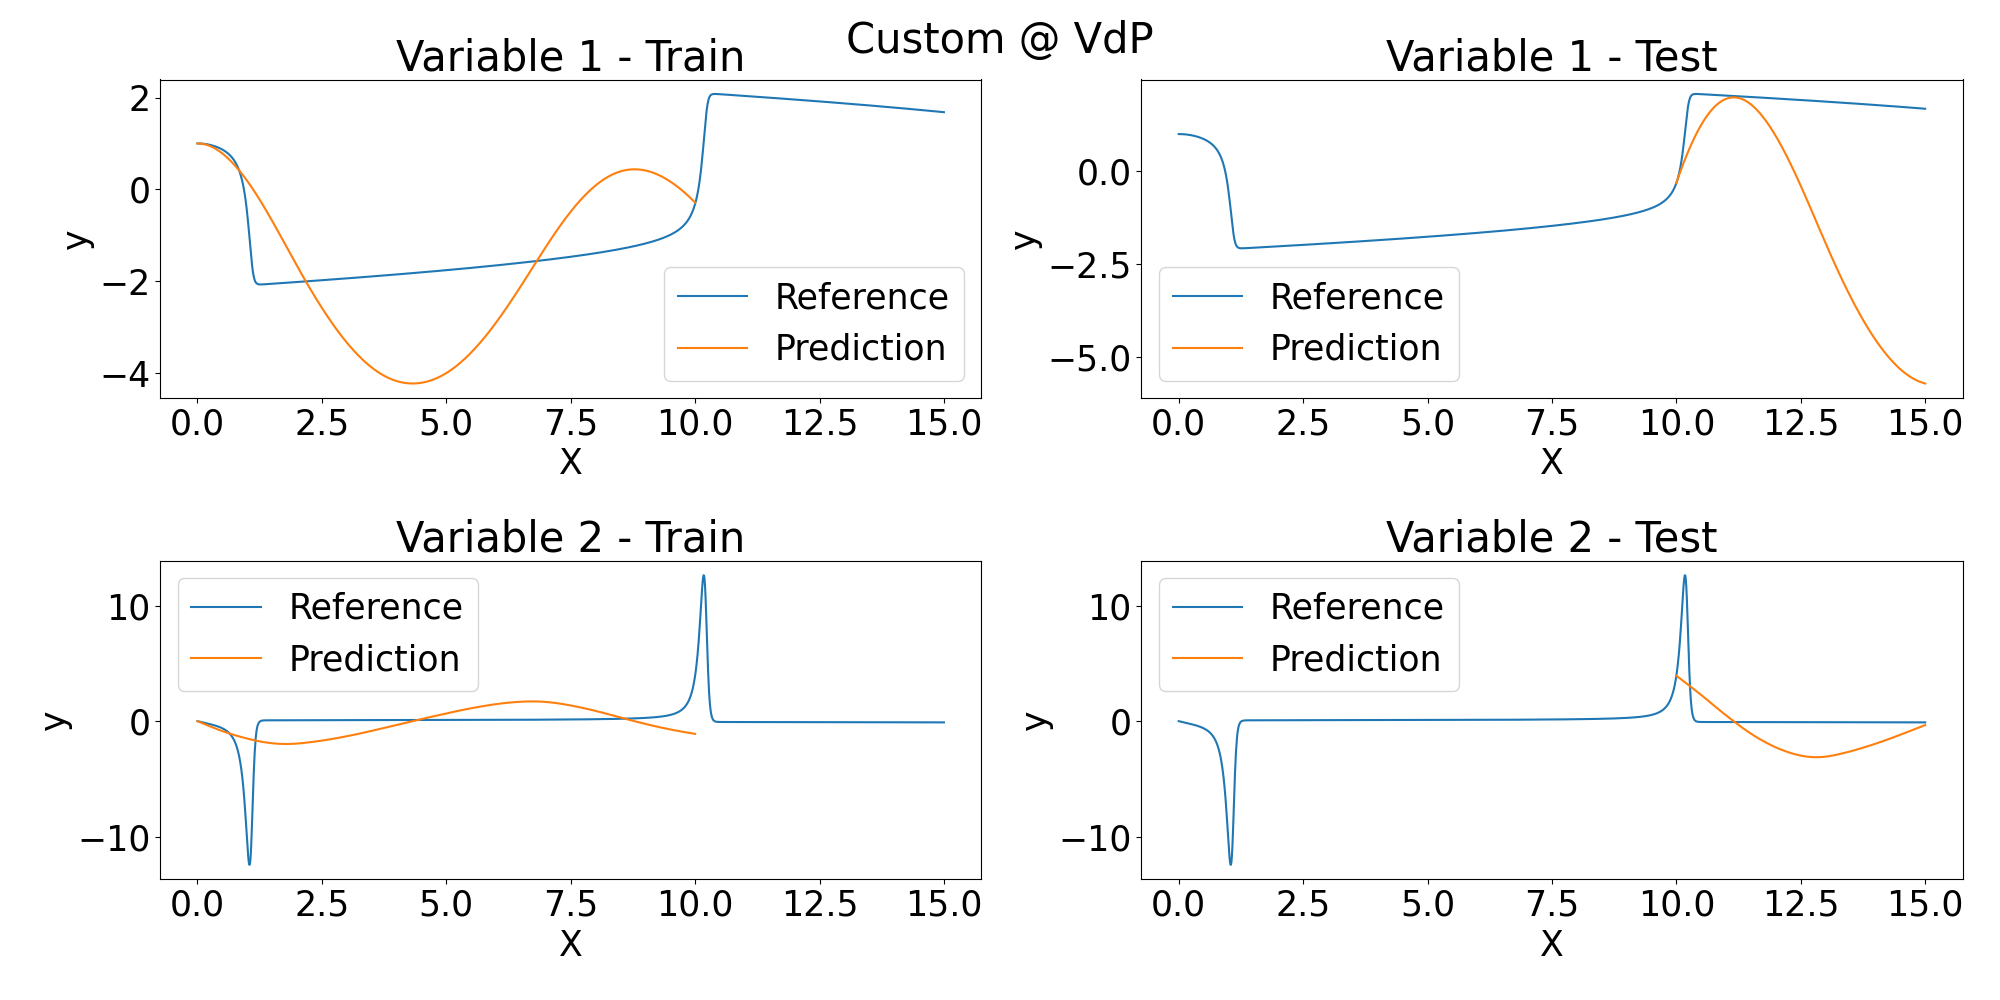 Custom @ VdP
Variable 1 - Train
2
0
−2
−4
y
0.0 2.5 5.0 7.5 10.0 12.5 15.0
X
Reference
Prediction
Variable 1 - Test
0.0
−2.5
−5.0
y
0.0 2.5 5.0 7.5 10.0 12.5 15.0
X
Reference
Prediction
Variable 2 - Train
10
0
−10
y
0.0 2.5 5.0 7.5 10.0 12.5 15.0
X
Reference
Prediction
Variable 2 - Test
10
0
−10
y
0.0 2.5 5.0 7.5 10.0 12.5 15.0
X
Reference
Prediction